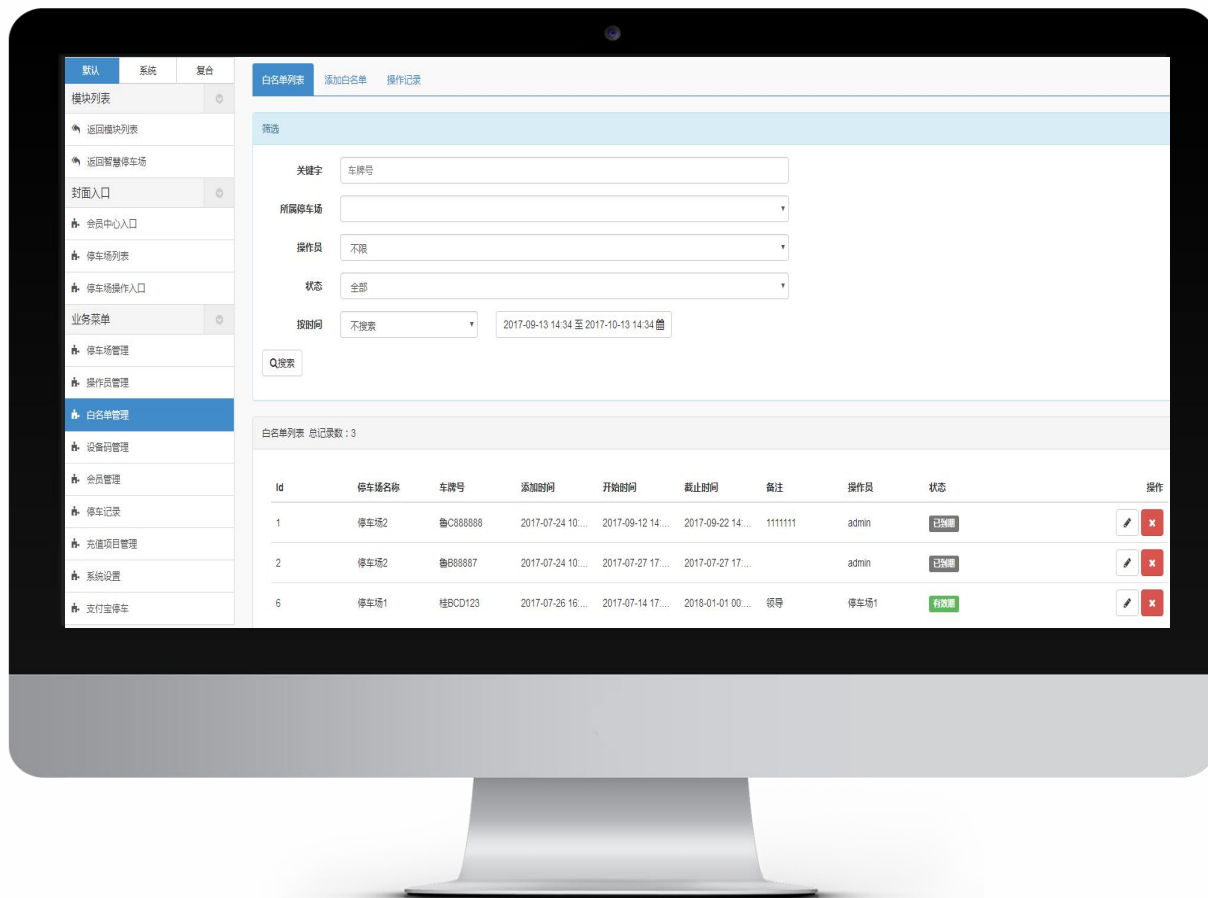 默认 系统 复合
模块列表
返回模块列表
返回智慧停车场
封面入口
会员中心入口
停车场列表
停车场操作入口
业务菜单
停车场管理
操作员管理
白名单管理
设备码管理
会员管理
停车记录
充值项目管理
系统设置
支付宝停车
白名单列表 添加白名单 操作记录
筛选
关键字 车牌号
所属停车场
操作员 不限
状态 全部
按时间 不搜索 2017-09-13 14:34 至 2017-10-13 14:34
搜索
白名单列表 总记录数：3
Id 停车场名称 车牌号 添加时间 开始时间 截止时间 备注 操作员 状态 操作
1 停车场2 鲁C888888 2017-07-24 10:... 2017-09-12 14:... 2017-09-22 14:... 1111111 admin 已到期
2 停车场2 鲁B88887 2017-07-24 10:... 2017-07-27 17:... 2017-07-27 17:... admin 已到期
6 停车场1 桂BCD123 2017-07-26 16:... 2017-07-14 17:... 2018-01-01 00:... 领导 停车场1 有效期